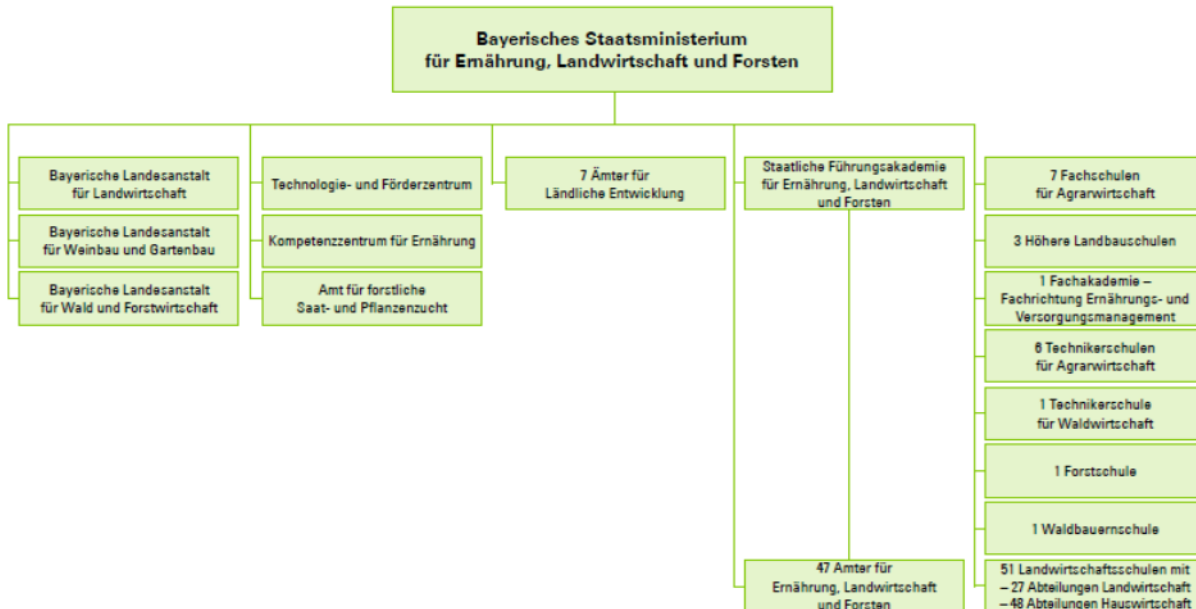 Bayerisches Staatsministerium
für Ernährung, Landwirtschaft und Forsten
Bayerische Landesanstalt
für Landwirtschaft
Bayerische Landesanstalt
für Weinbau und Gartenbau
Bayerische Landesanstalt
für Wald und Forstwirtschaft
Technologie- und Förderzentrum
Kompetenzzentrum für Ernährung
Amt für forstliche
Saat- und Pflanzenzucht
7 Ämter für
Ländliche Entwicklung
Staatliche Führungsakademie
für Ernährung, Landwirtschaft
und Forsten
47 Ämter für
Ernährung, Landwirtschaft
und Forsten
7 Fachschulen
für Agrarwirtschaft
3 Höhere Landbauschulen
1 Fachakademie –
Fachrichtung Ernährungs- und
Versorgungsmanagement
6 Technikerschulen
für Agrarwirtschaft
1 Technikerschule
für Waldwirtschaft
1 Forstschule
1 Waldbauernschule
51 Landwirtschaftsschulen mit
– 27 Abteilungen Landwirtschaft
– 48 Abteilungen Hauswirtschaft